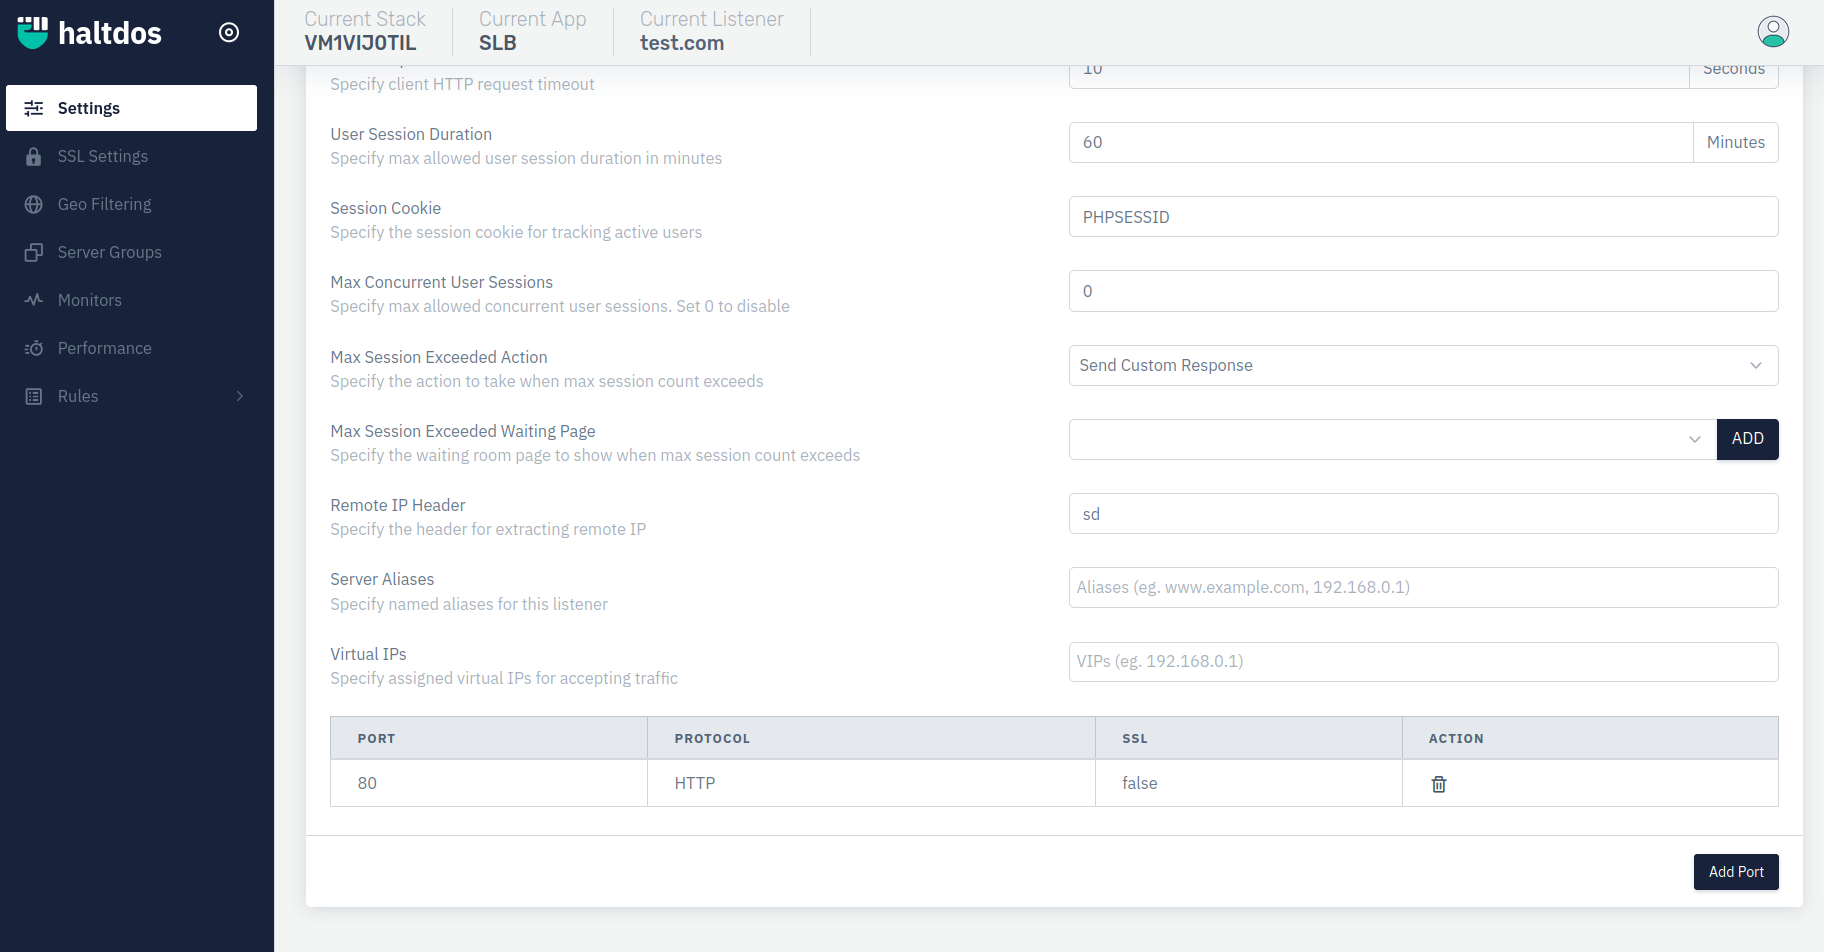 haltdos
Current Stack
VM1VIJ0TIL
Current App
SLB
Current Listener
test.com
Settings
SSL Settings
Geo Filtering
Server Groups
Monitors
Performance
Rules
Specify client HTTP request timeout
10
Seconds
User Session Duration
Specify max allowed user session duration in minutes
60
Minutes
Session Cookie
Specify the session cookie for tracking active users
PHPSESSID
Max Concurrent User Sessions
Specify max allowed concurrent user sessions. Set 0 to disable
0
Max Session Exceeded Action
Specify the action to take when max session count exceeds
Send Custom Response
Max Session Exceeded Waiting Page
Specify the waiting room page to show when max session count exceeds
ADD
Remote IP Header
Specify the header for extracting remote IP
sd
Server Aliases
Specify named aliases for this listener
Aliases (eg. www.example.com, 192.168.0.1)
Virtual IPs
Specify assigned virtual IPs for accepting traffic
VIPs (eg. 192.168.0.1)
PORT PROTOCOL SSL ACTION
80 HTTP false
Add Port